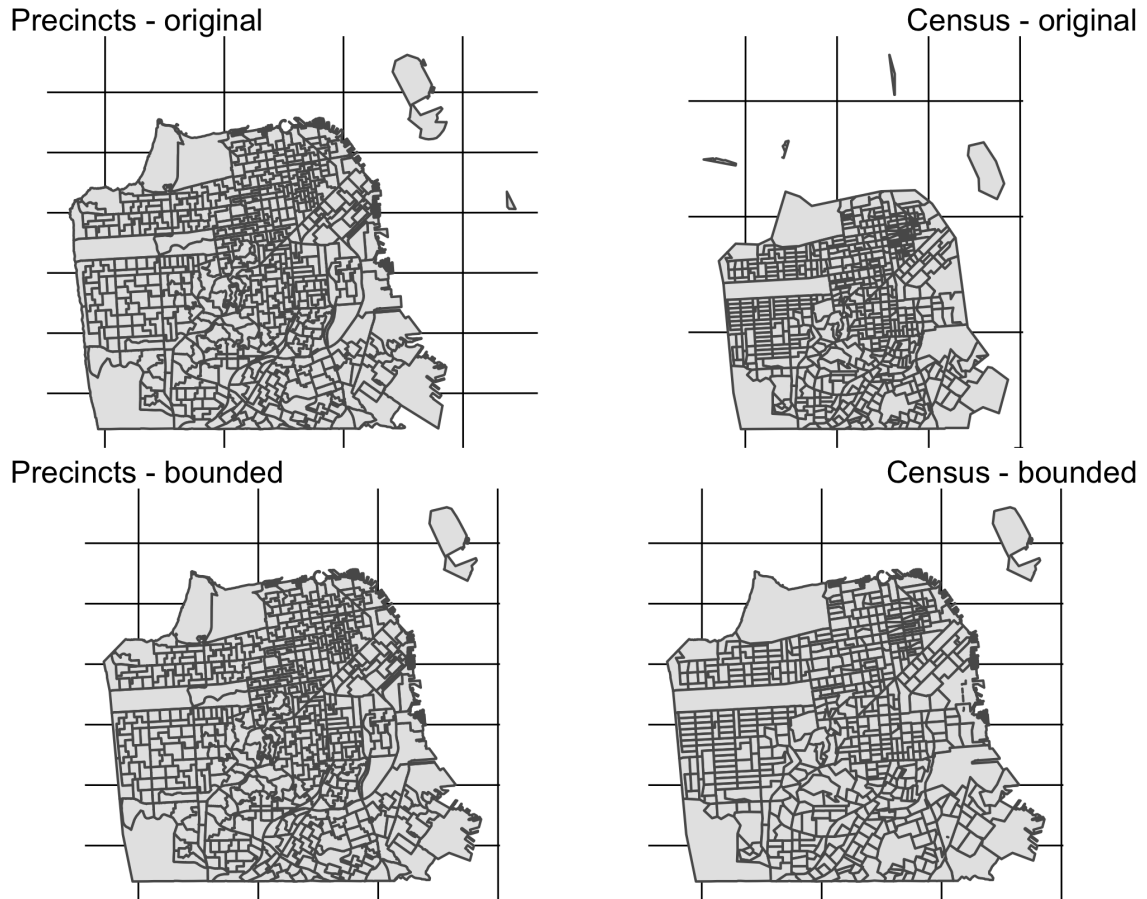 Precincts - original
Census - original
Precincts - bounded
Census - bounded